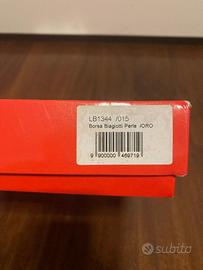 LB1344 /015
Borsa Biagiotti Perle /ORO
9 900000 469719
subito